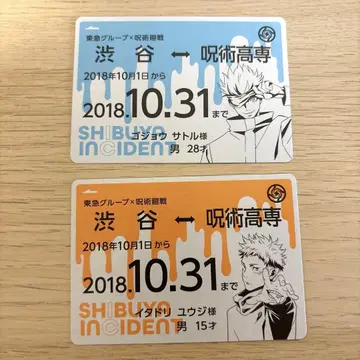 東急グループ×呪術廻戦
渋谷 ↔ 呪術高専
2018年10月1日から
2018.10.31まで
SHIBUYA
INCIDENT
ゴジョウ サトル様
男 28才
東急グループ×呪術廻戦
渋谷 ↔ 呪術高専
2018年10月1日から
2018.10.31まで
SHIBUYA
INCIDENT
イタドリ ユウジ様
男 15才